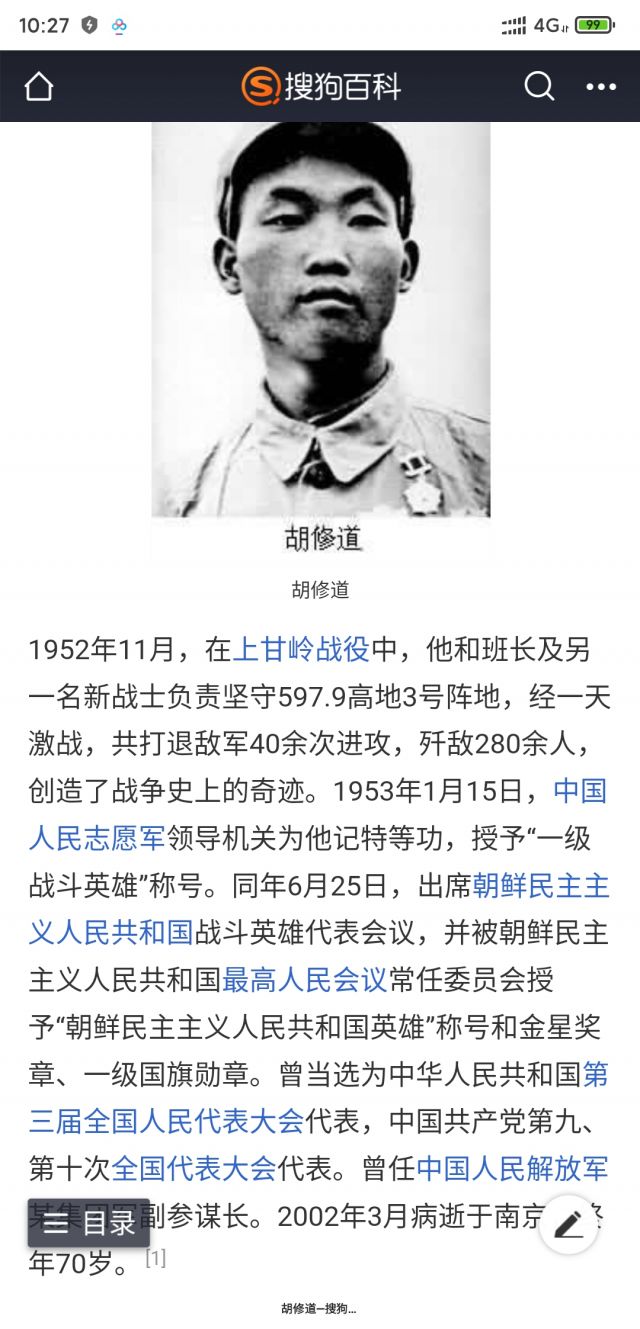 10:27
4G
99
搜狗百科
胡修道
胡修道
1952年11月，在上甘岭战役中，他和班长及另
一名新战士负责坚守597.9高地3号阵地，经一天
激战，共打退敌军40余次进攻，歼敌280余人，
创造了战争史上的奇迹。1953年1月15日，中国
人民志愿军领导机关为他记特等功，授予“一级
战斗英雄”称号。同年6月25日，出席朝鲜民主主
义人民共和国战斗英雄代表会议，并被朝鲜民主
主义人民共和国最高人民会议常任委员会授
予“朝鲜民主主义人民共和国英雄”称号和金星奖
章、一级国旗勋章。曾当选为中华人民共和国第
三届全国人民代表大会代表，中国共产党第九、
第十次全国代表大会代表。曾任中国人民解放军
目录
副参谋长。2002年3月病逝于南京
年70岁。[1]
胡修道—搜狗...